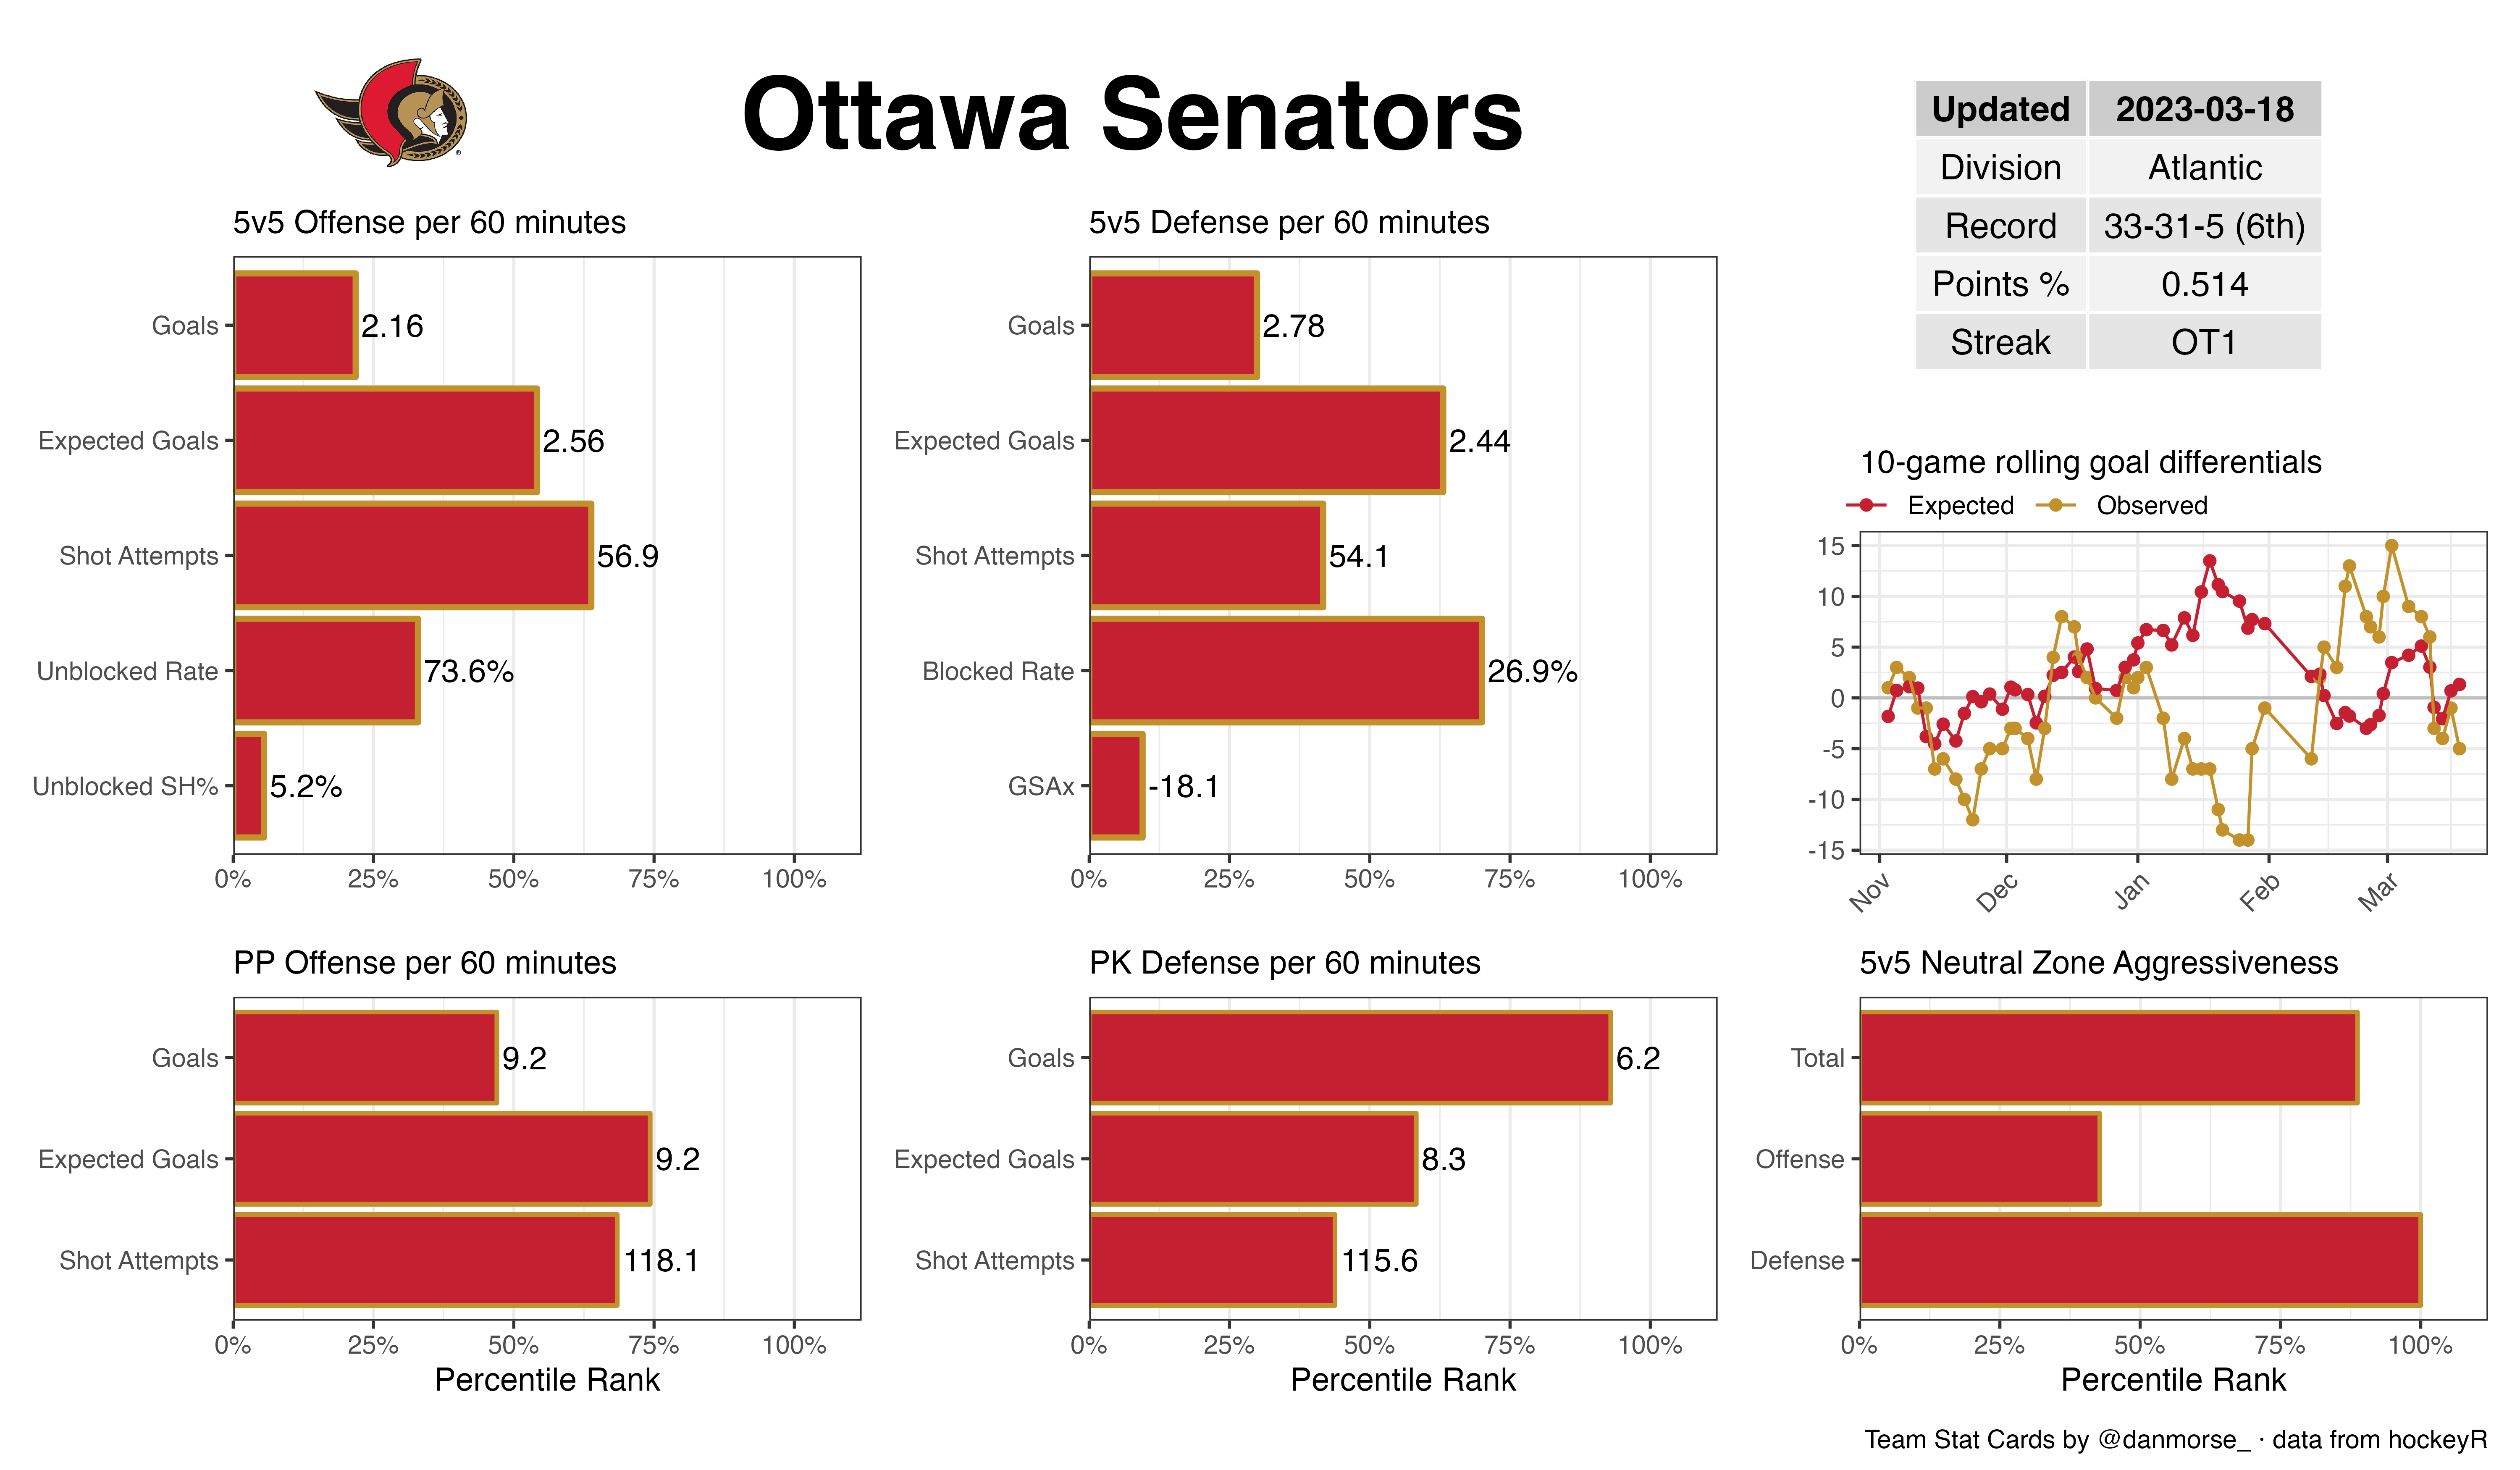 Ottawa Senators
Updated 2023-03-18
Division Atlantic
Record 33-31-5 (6th)
Points % 0.514
Streak OT1
5v5 Offense per 60 minutes
Goals 2.16
Expected Goals 2.56
Shot Attempts 56.9
Unblocked Rate 73.6%
Unblocked SH% 5.2%
0% 25% 50% 75% 100%
5v5 Defense per 60 minutes
Goals 2.78
Expected Goals 2.44
Shot Attempts 54.1
Blocked Rate 26.9%
GSAx -18.1
0% 25% 50% 75% 100%
10-game rolling goal differentials
Expected Observed
15
10
5
0
-5
-10
-15
Nov Dec Jan Feb Mar
PP Offense per 60 minutes
Goals 9.2
Expected Goals 9.2
Shot Attempts 118.1
0% 25% 50% 75% 100%
Percentile Rank
PK Defense per 60 minutes
Goals 6.2
Expected Goals 8.3
Shot Attempts 115.6
0% 25% 50% 75% 100%
Percentile Rank
5v5 Neutral Zone Aggressiveness
Total
Offense
Defense
0% 25% 50% 75% 100%
Percentile Rank
Team Stat Cards by @danmorse_ · data from hockeyR